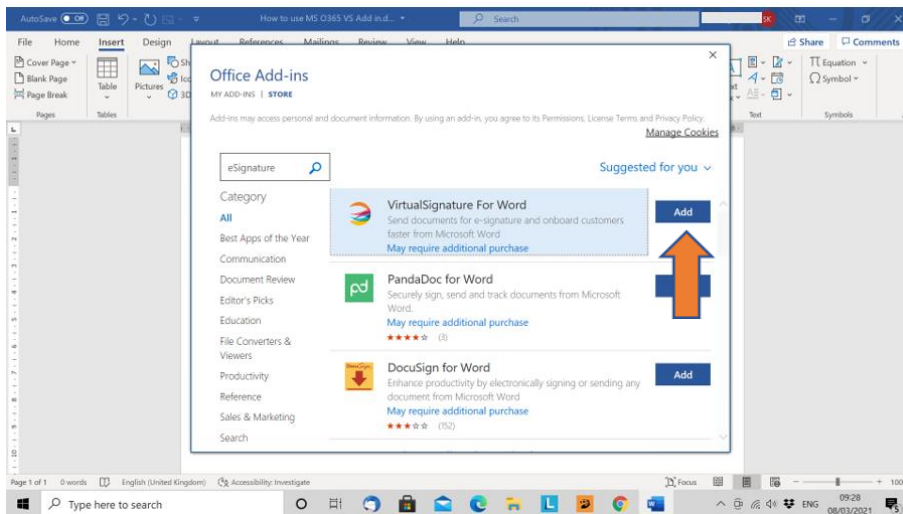 AutoSave Off How to use MS O365 VS Add in.d... Search SK
File Home Insert Design Layout References Mailings Review View Help Share Comments
Cover Page
Blank Page
Page Break
Pages
Table
Tables
Pictures
3D
Text
Equation
Symbol
Symbols
Office Add-ins
MY ADD-INS | STORE
Add-ins may access personal and document information. By using an add-in, you agree to its Permissions, License Terms and Privacy Policy.
Manage Cookies
eSignature
Suggested for you
Category
All
Best Apps of the Year
Communication
Document Review
Editor's Picks
Education
File Converters &
Viewers
Productivity
Reference
Sales & Marketing
Search
VirtualSignature For Word
Send documents for e-signature and onboard customers
faster from Microsoft Word
May require additional purchase
Add
pd
PandaDoc for Word
Securely sign, send and track documents from Microsoft
Word.
May require additional purchase
(3)
DocuSign
DocuSign for Word
Enhance productivity by electronically signing or sending any
document from Microsoft Word
May require additional purchase
(152)
Add
Page 1 of 1 0 words English (United Kingdom) Accessibility: Investigate Focus 100
Type here to search L ENG 09:28
08/03/2021